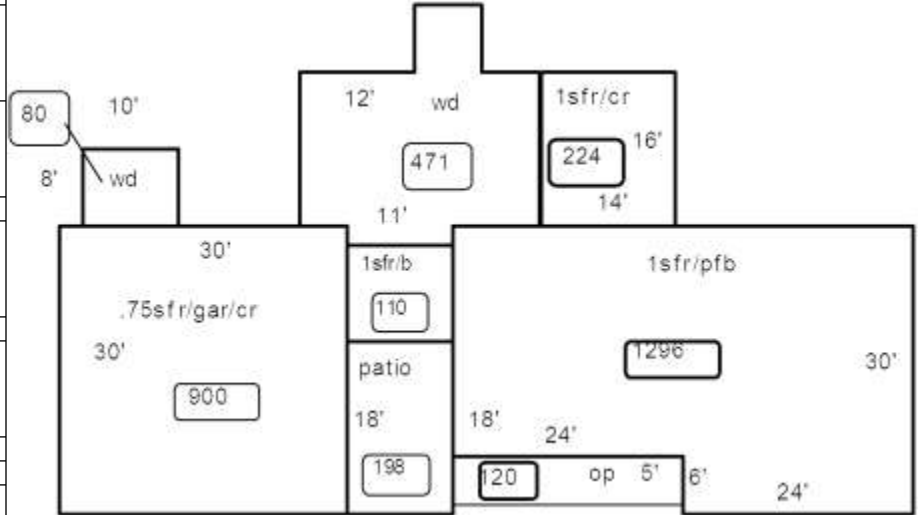 12' wd 1sfr/cr
80 10'
16'
471 224
8' wd
14'
11'
30'
1sfr/b 1sfr/pfb
.75sfr/gar/cr 110
30' 1296 30'
patio
900
18' 18'
24'
198 120 op 5' 6'
24'